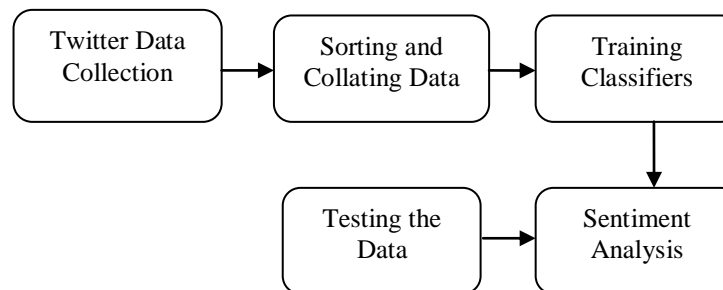 Twitter Data
Collection
Sorting and
Collating Data
Training
Classifiers
Testing the
Data
Sentiment
Analysis